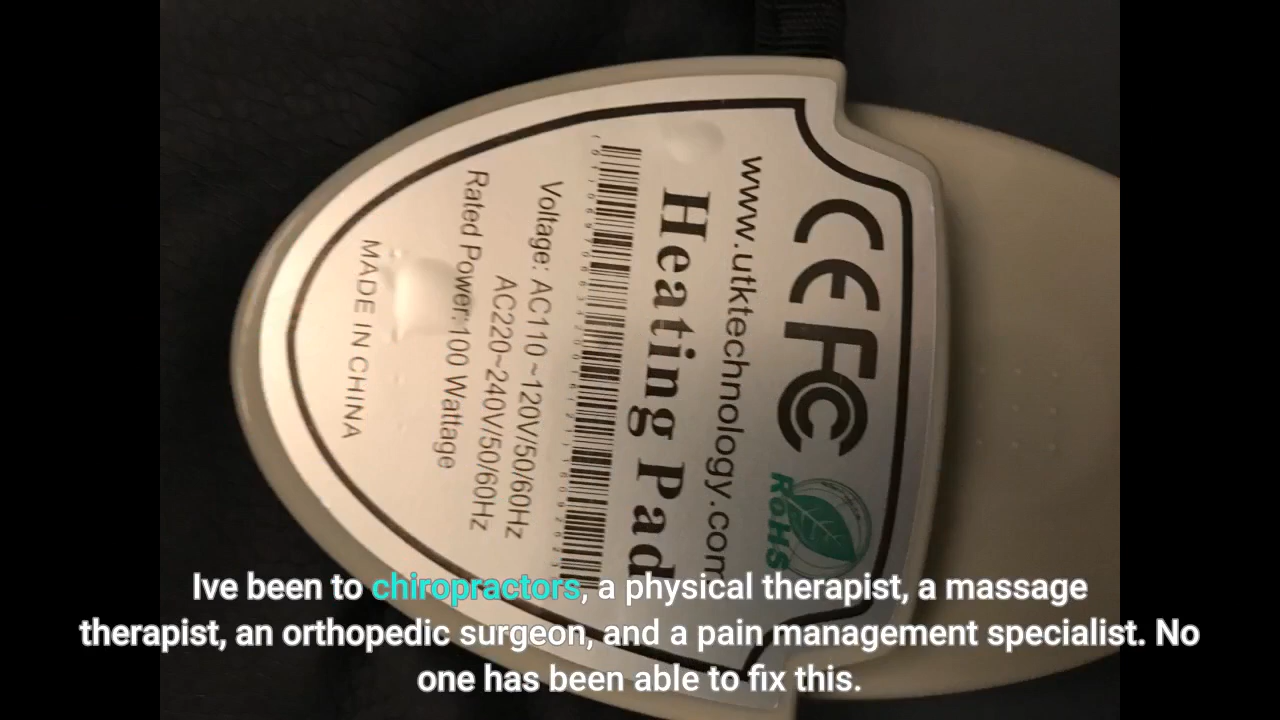 CE FC RoHS
www.utktechnology.com
Heating Pad
Voltage: AC110~120V/50/60Hz
AC220~240V/50/60Hz
Rated Power:100 Wattage
MADE IN CHINA
Ive been to chiropractors, a physical therapist, a massage
therapist, an orthopedic surgeon, and a pain management specialist. No
one has been able to fix this.